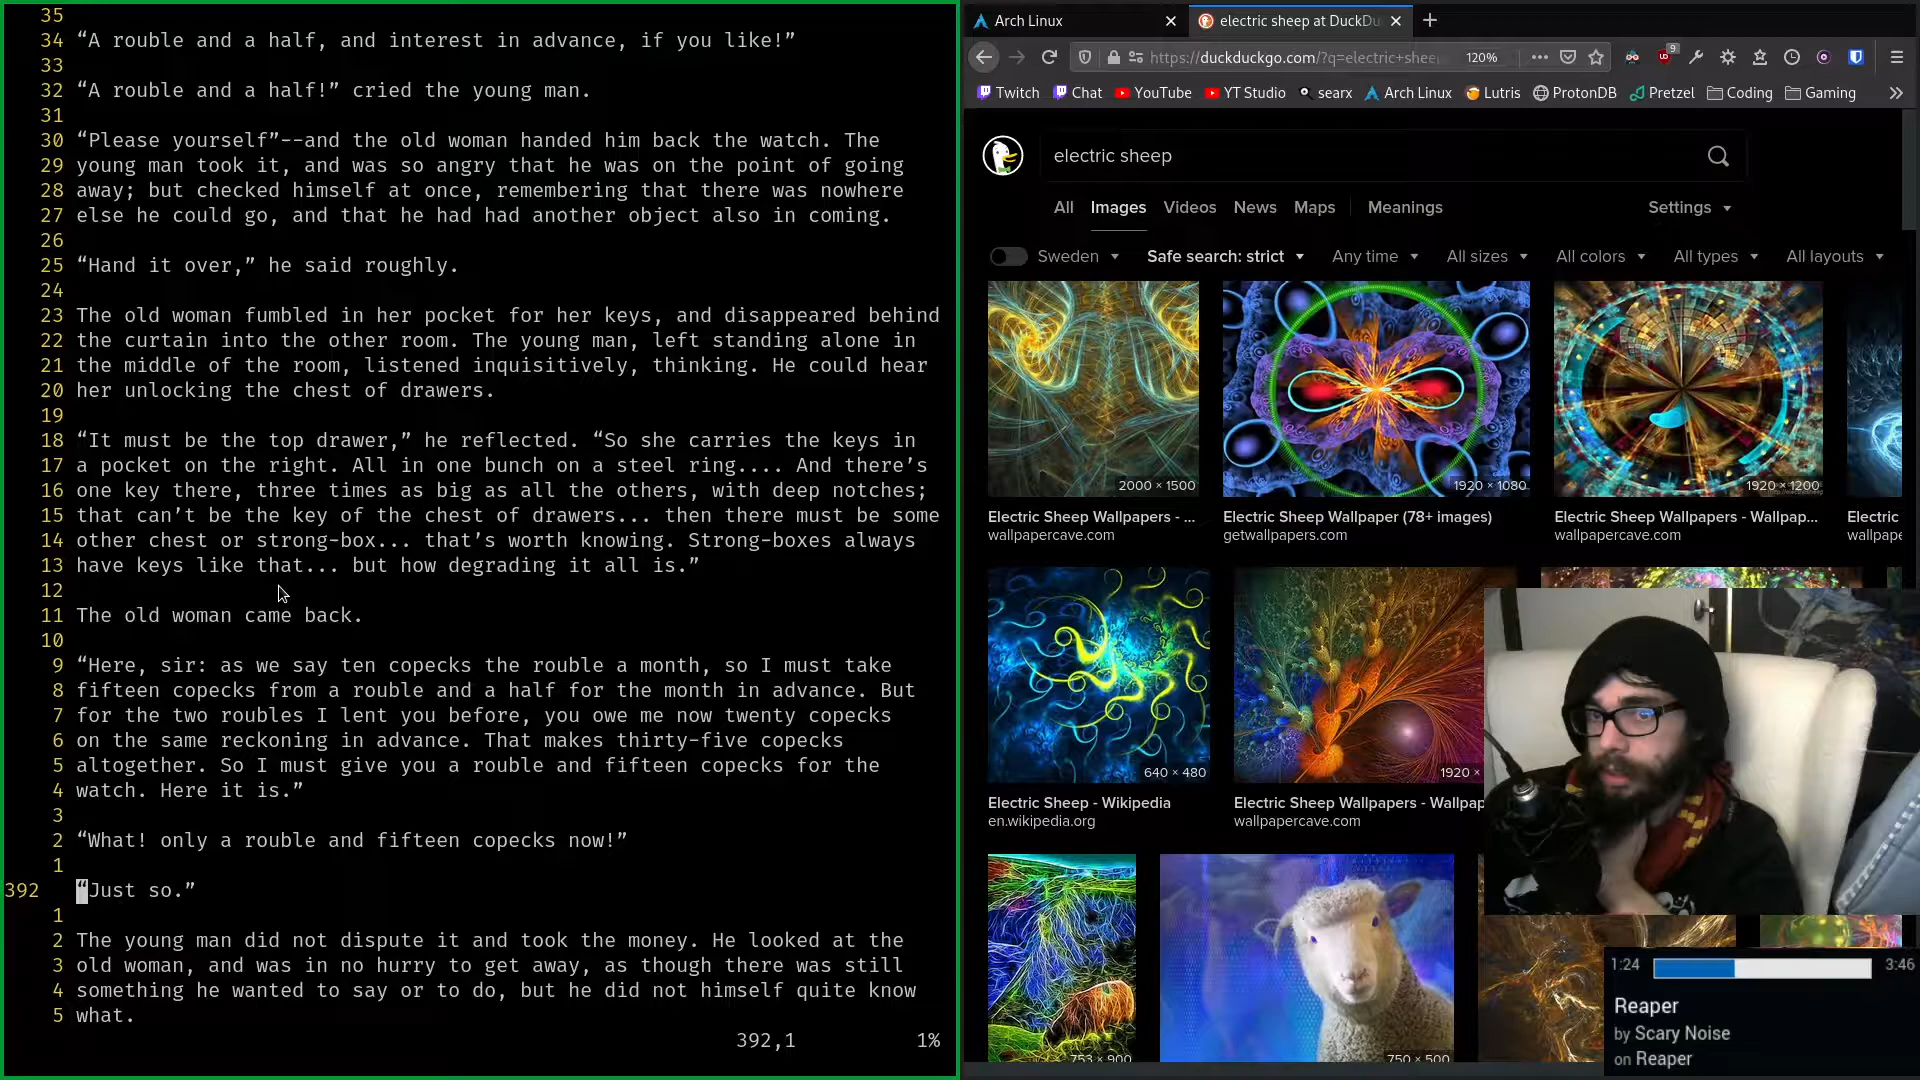 35
34 “A rouble and a half, and interest in advance, if you like!”
33
32 “A rouble and a half!” cried the young man.
31
30 “Please yourself”--and the old woman handed him back the watch. The
29 young man took it, and was so angry that he was on the point of going
28 away; but checked himself at once, remembering that there was nowhere
27 else he could go, and that he had had another object also in coming.
26
25 “Hand it over,” he said roughly.
24
23 The old woman fumbled in her pocket for her keys, and disappeared behind
22 the curtain into the other room. The young man, left standing alone in
21 the middle of the room, listened inquisitively, thinking. He could hear
20 her unlocking the chest of drawers.
19
18 “It must be the top drawer,” he reflected. “So she carries the keys in
17 a pocket on the right. All in one bunch on a steel ring.... And there’s
16 one key there, three times as big as all the others, with deep notches;
15 that can’t be the key of the chest of drawers... then there must be some
14 other chest or strong-box... that’s worth knowing. Strong-boxes always
13 have keys like that... but how degrading it all is.”
12
11 The old woman came back.
10
9 “Here, sir: as we say ten copecks the rouble a month, so I must take
8 fifteen copecks from a rouble and a half for the month in advance. But
7 for the two roubles I lent you before, you owe me now twenty copecks
6 on the same reckoning in advance. That makes thirty-five copecks
5 altogether. So I must give you a rouble and fifteen copecks for the
4 watch. Here it is.”
3
2 “What! only a rouble and fifteen copecks now!”
1
392 “Just so.”
1
2 The young man did not dispute it and took the money. He looked at the
3 old woman, and was in no hurry to get away, as though there was still
4 something he wanted to say or to do, but he did not himself quite know
5 what.
392,1 1%
Arch Linux
electric sheep at DuckDu
https://duckduckgo.com/?q=electric+shee 120% 9
Twitch Chat YouTube YT Studio searx Arch Linux Lutris ProtonDB Pretzel Coding Gaming
electric sheep
All Images Videos News Maps Meanings Settings
Sweden Safe search: strict Any time All sizes All colors All types All layouts
2000 × 1500 1920 × 1080 1920 × 1200
Electric Sheep Wallpapers - ... Electric Sheep Wallpaper (78+ images) Electric Sheep Wallpapers - Wallpap... Electric
wallpapercave.com getwallpapers.com wallpapercave.com wallpape
640 × 480 1920 ×
Electric Sheep - Wikipedia Electric Sheep Wallpapers - Wallpap
en.wikipedia.org wallpapercave.com
753 × 900 750 × 500
1:24 3:46
Reaper
by Scary Noise
on Reaper